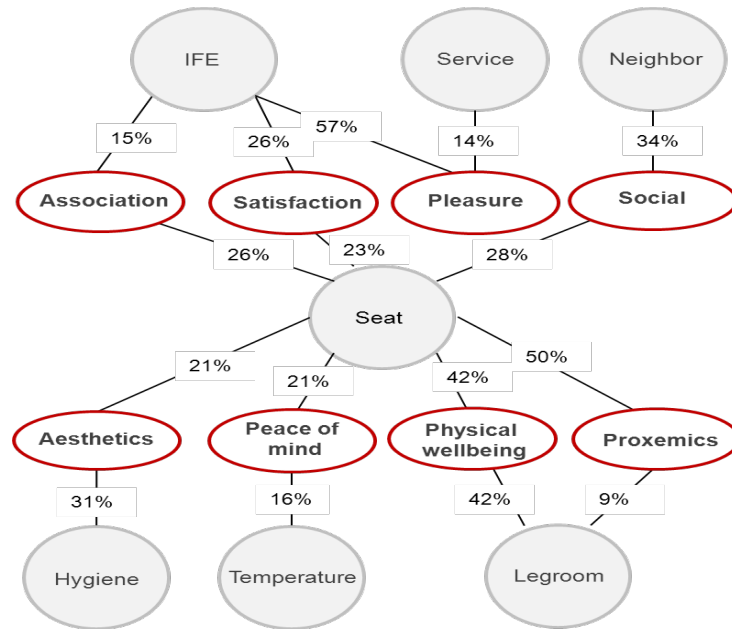 IFE
Service
Neighbor
15%
26%
57%
14%
34%
Association
Satisfaction
Pleasure
Social
26%
23%
28%
Seat
21%
21%
42%
50%
Aesthetics
Peace of
mind
Physical
wellbeing
Proxemics
31%
16%
42%
9%
Hygiene
Temperature
Legroom